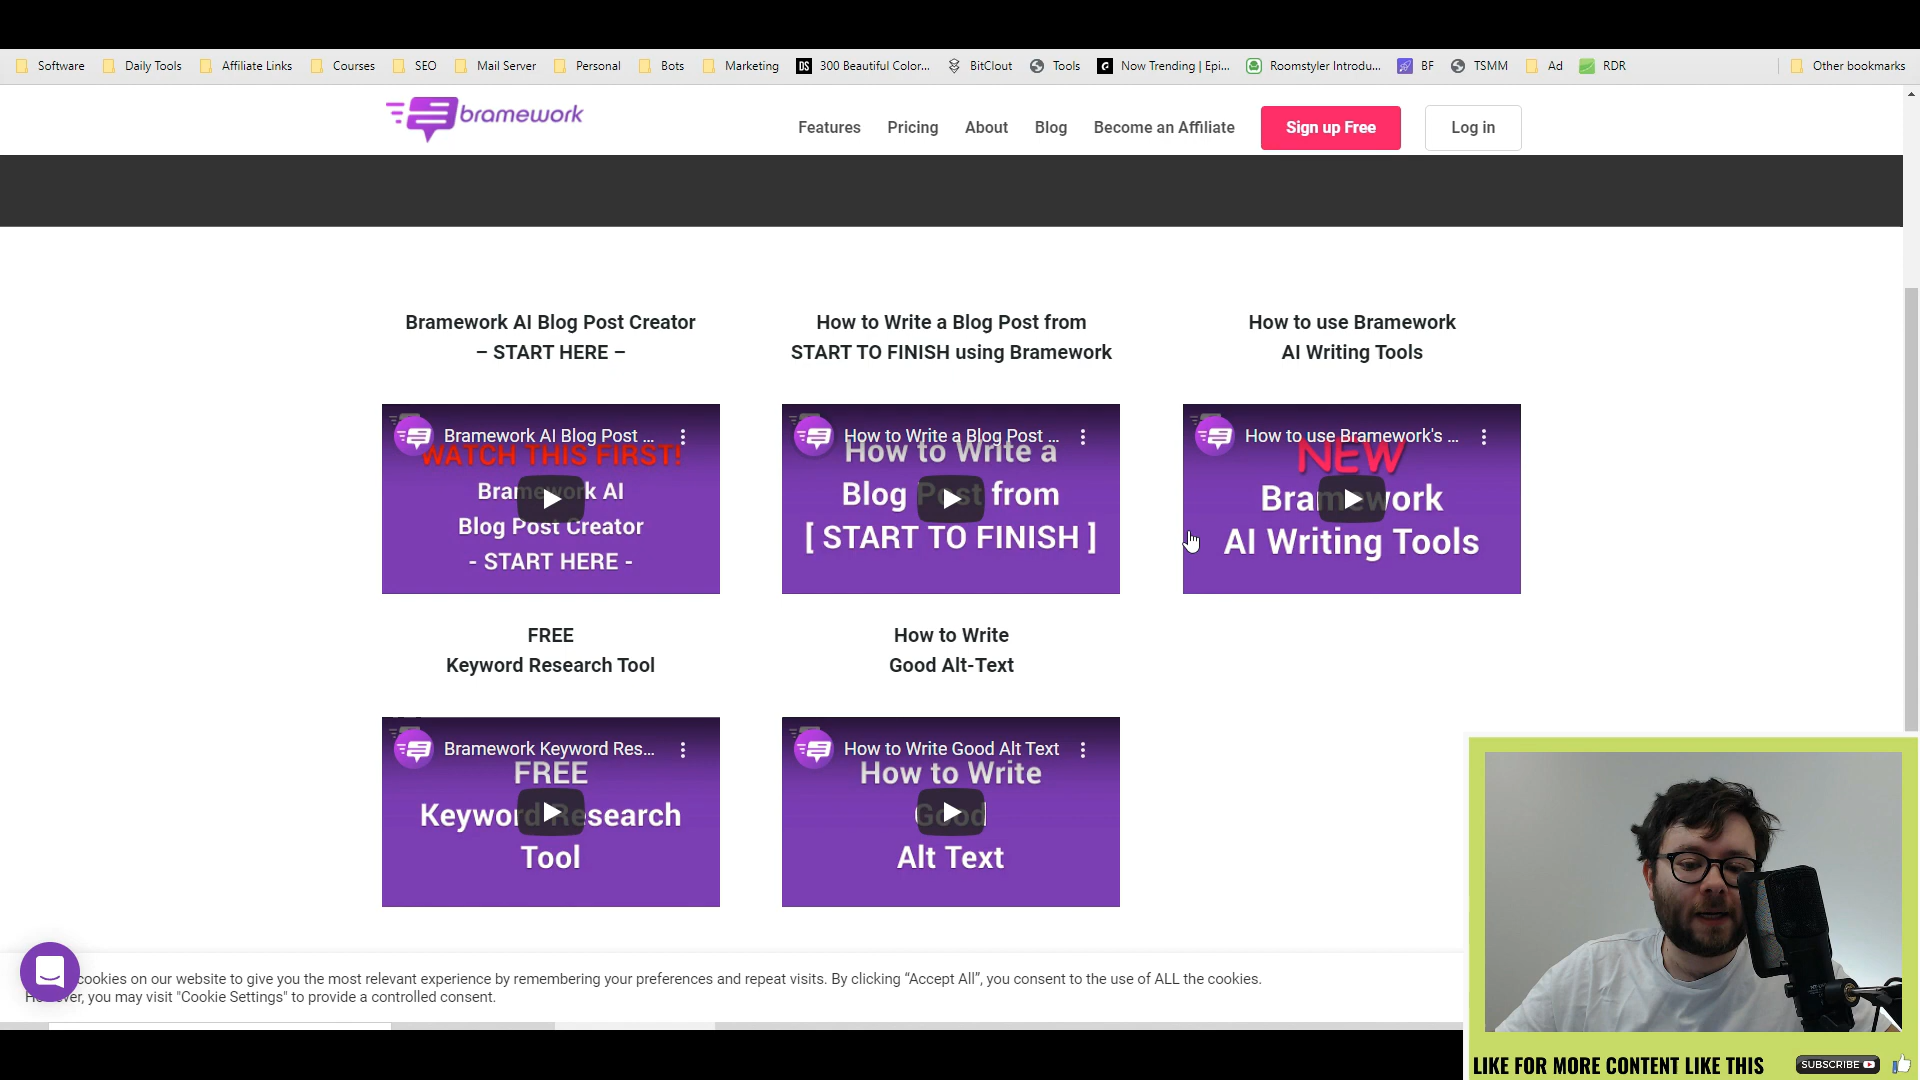 Software Daily Tools Affiliate Links Courses SEO Mail Server Personal Bots Marketing DS 300 Beautiful Color... BitClout Tools Now Trending | Epi... Roomstyler Introdu... BF TSMM Ad RDR Other bookmarks
bramework
Features Pricing About Blog Become an Affiliate Sign up Free Log in
Bramework AI Blog Post Creator
– START HERE –
How to Write a Blog Post from
START TO FINISH using Bramework
How to use Bramework
AI Writing Tools
Bramework AI Blog Post ...
WATCH THIS FIRST!
Bramework AI
Blog Post Creator
- START HERE -
How to Write a Blog Post ...
How to Write a
Blog Post from
[ START TO FINISH ]
How to use Bramework's ...
NEW
Bramework
AI Writing Tools
FREE
Keyword Research Tool
How to Write
Good Alt-Text
Bramework Keyword Res...
FREE
Keyword Research
Tool
How to Write Good Alt Text
How to Write
Good
Alt Text
cookies on our website to give you the most relevant experience by remembering your preferences and repeat visits. By clicking “Accept All”, you consent to the use of ALL the cookies.
However, you may visit "Cookie Settings" to provide a controlled consent.
LIKE FOR MORE CONTENT LIKE THIS SUBSCRIBE